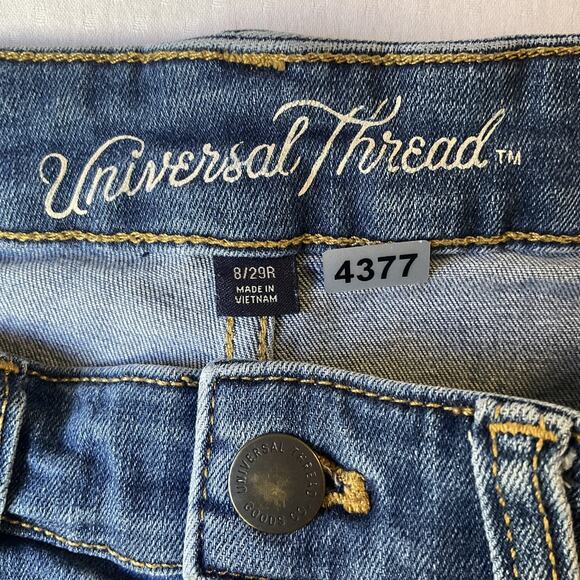 Universal Thread™
8/29R
MADE IN
VIETNAM
4377
UNIVERSAL THREAD
GOODS CO.